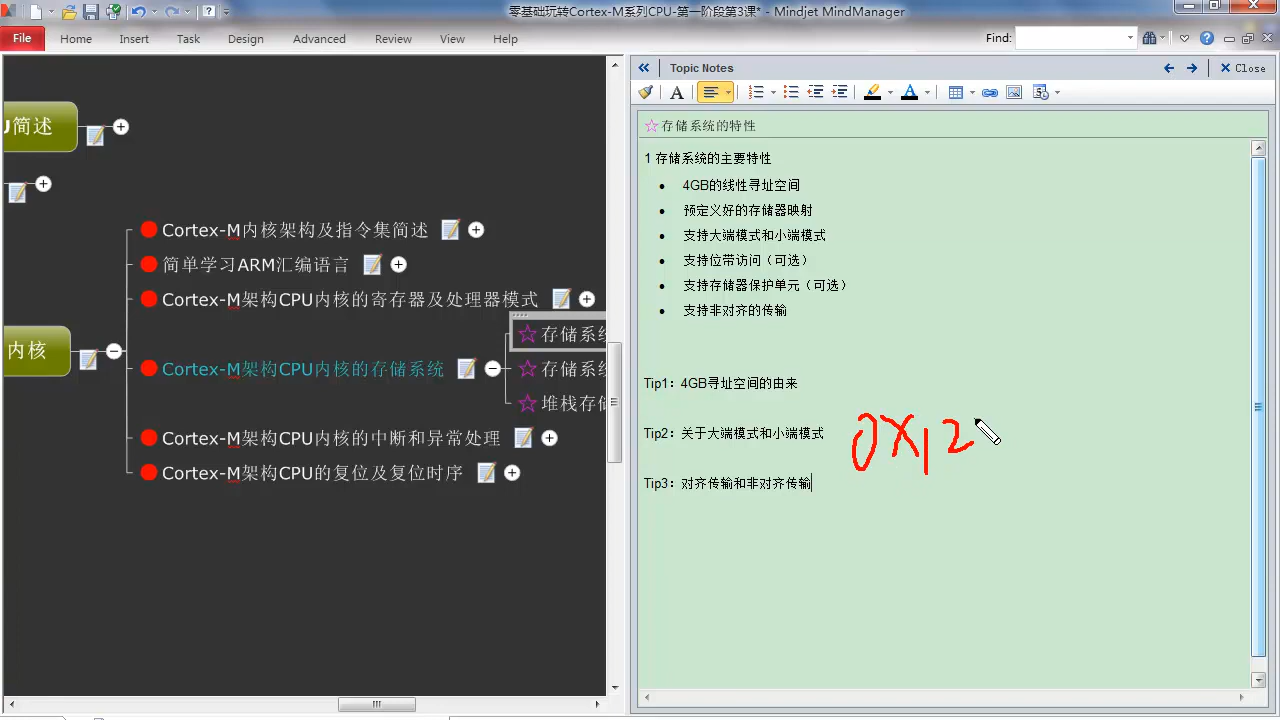 零基础玩转Cortex-M系列CPU-第一阶段第3课* - Mindjet MindManager
File Home Insert Task Design Advanced Review View Help Find:
Topic Notes Close
简述
内核
Cortex-M内核架构及指令集简述
简单学习ARM汇编语言
Cortex-M架构CPU内核的寄存器及处理器模式
存储系统
Cortex-M架构CPU内核的存储系统
存储系统
堆栈存储
Cortex-M架构CPU内核的中断和异常处理
Cortex-M架构CPU的复位及复位时序
☆存储系统的特性
1 存储系统的主要特性
• 4GB的线性寻址空间
• 预定义好的存储器映射
• 支持大端模式和小端模式
• 支持位带访问（可选）
• 支持存储器保护单元（可选）
• 支持非对齐的传输
Tip1：4GB寻址空间的由来
Tip2：关于大端模式和小端模式
0X12
Tip3：对齐传输和非对齐传输